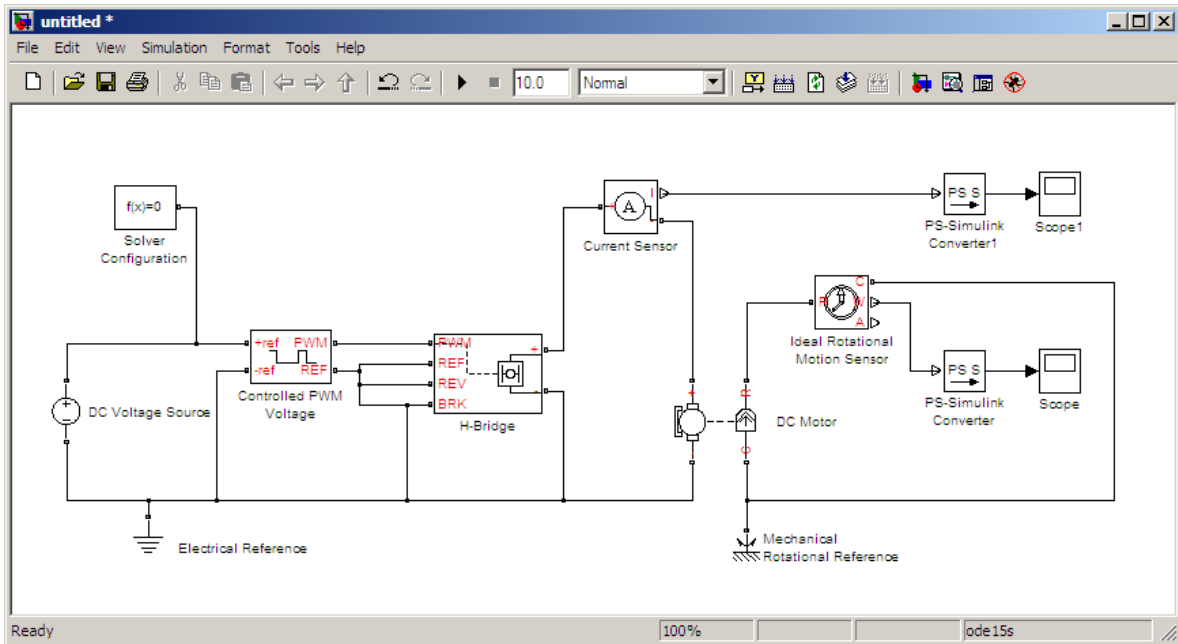 untitled *
File Edit View Simulation Format Tools Help
10.0 Normal
f(x)=0
Solver
Configuration
+ref PWM
-ref REF
Controlled PWM
Voltage
DC Voltage Source
Electrical Reference
PWM
REF
REV
BRK
+
-
H-Bridge
+ A I
-
Current Sensor
PS S
PS-Simulink
Converter1
Scope1
C
R W
A
Ideal Rotational
Motion Sensor
PS S
PS-Simulink
Converter
Scope
+
-
R
C
DC Motor
Mechanical
Rotational Reference
Ready 100% ode15s